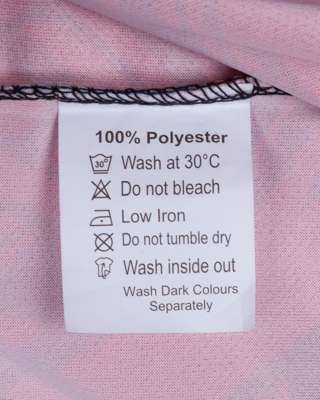 100% Polyester
30° Wash at 30°C
Do not bleach
Low Iron
Do not tumble dry
Wash inside out
Wash Dark Colours
Separately